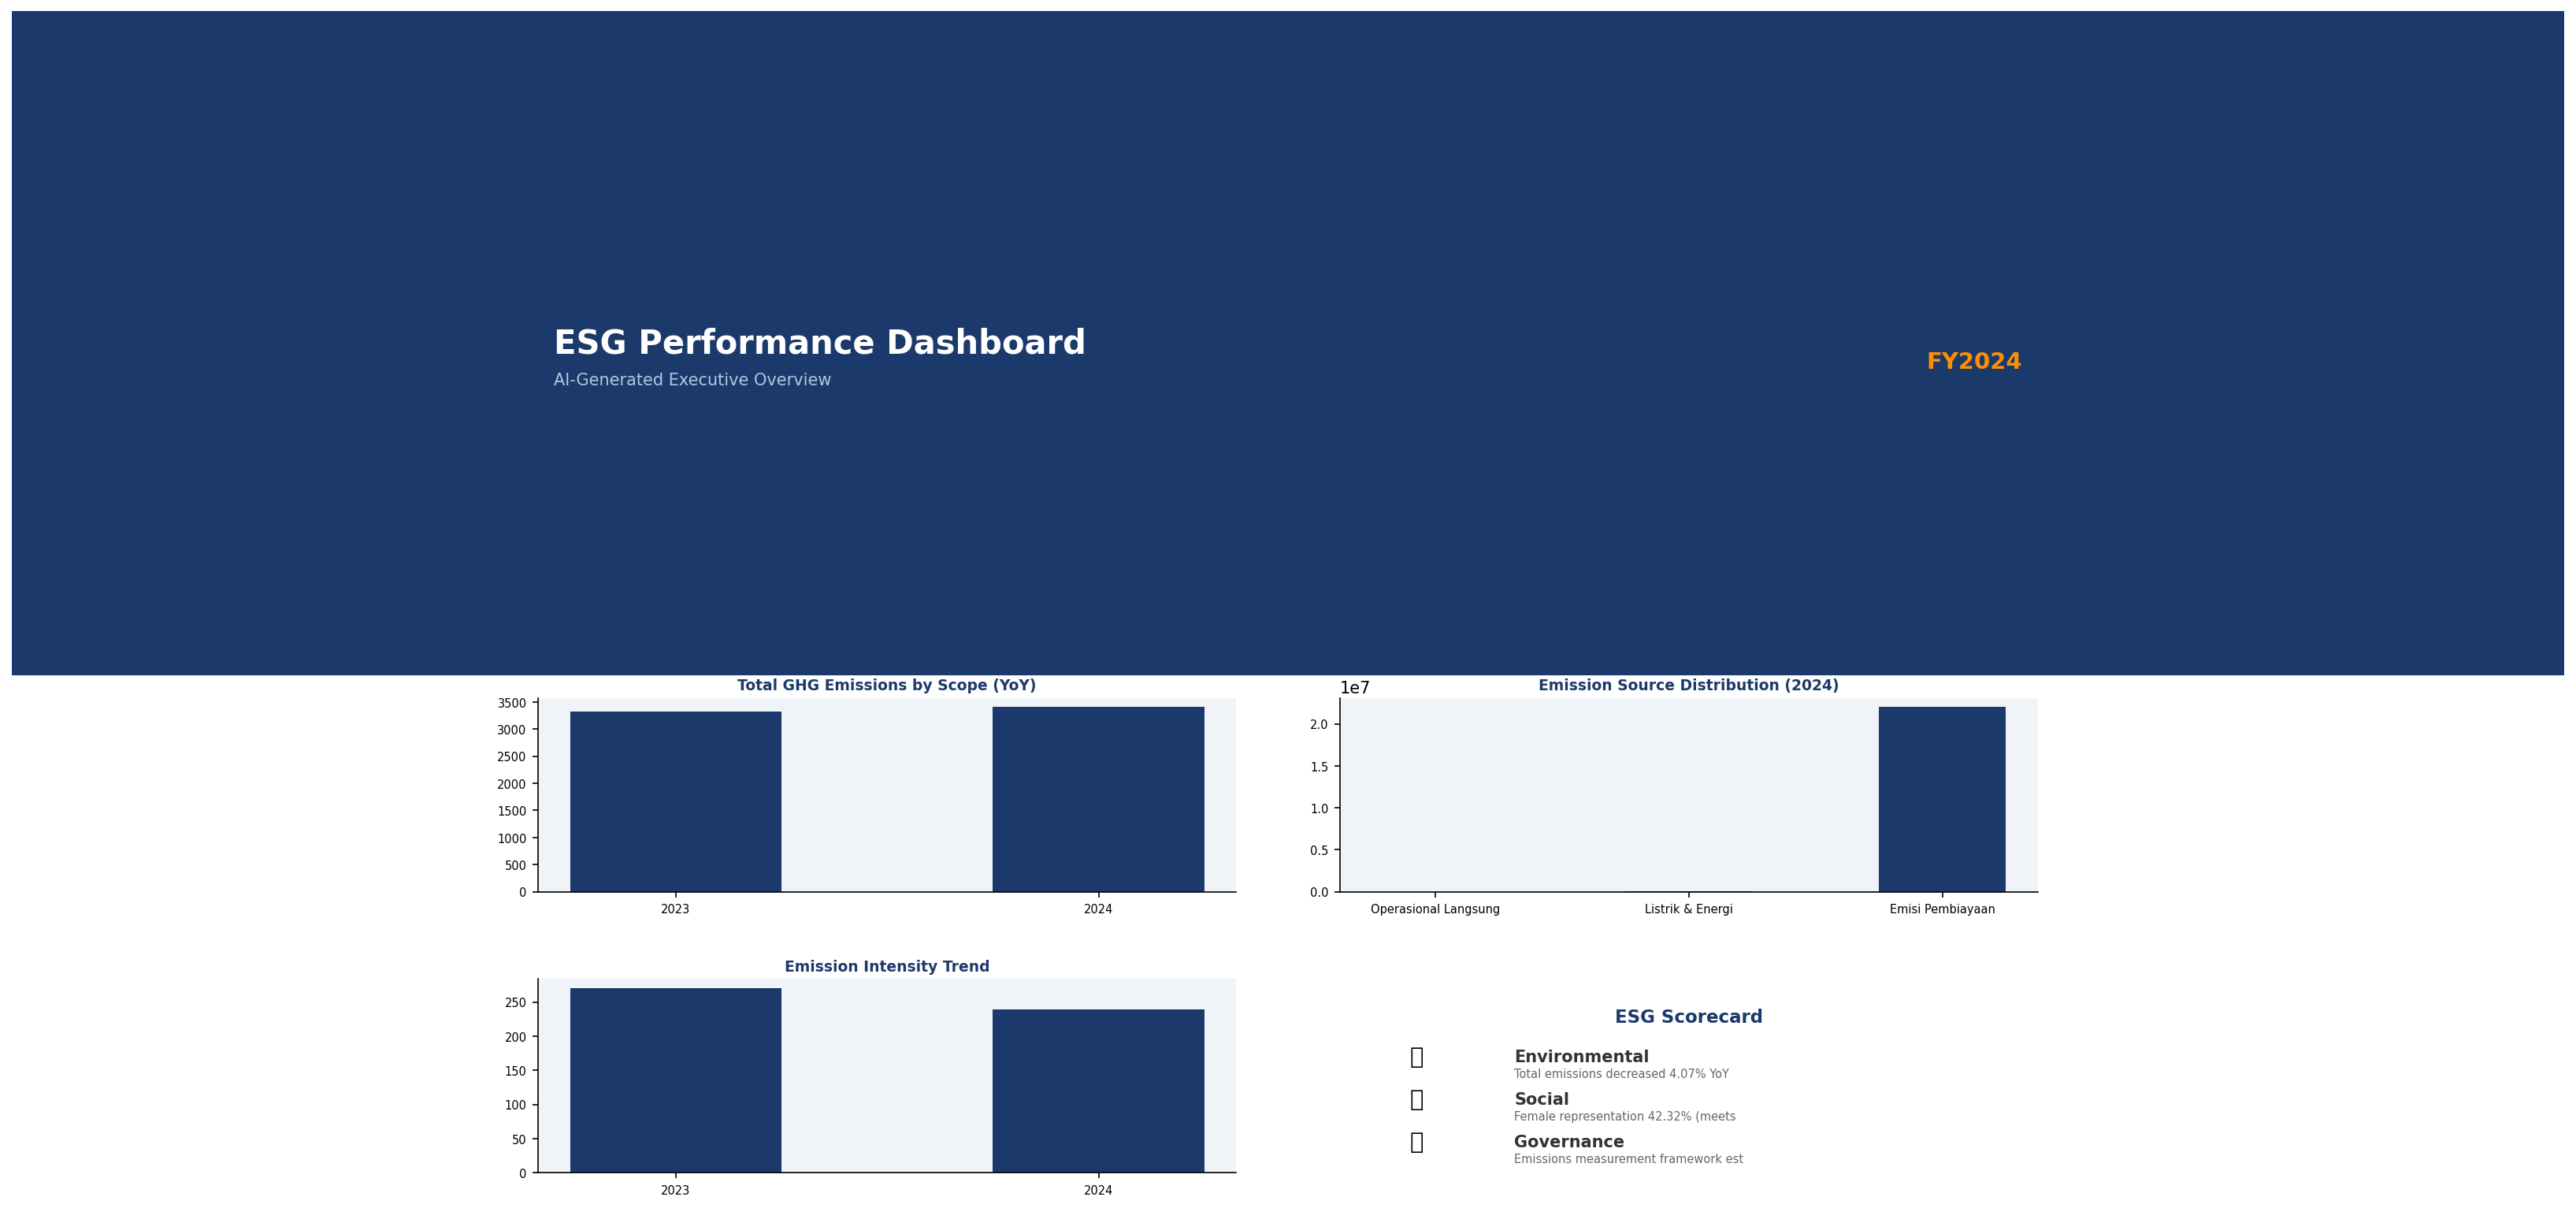 ESG Performance Dashboard
AI-Generated Executive Overview
FY2024
Total GHG Emissions by Scope (YoY)
3500
3000
2500
2000
1500
1000
500
0
2023
2024
Emission Source Distribution (2024)
1e7
2.0
1.5
1.0
0.5
0.0
Operasional Langsung
Listrik & Energi
Emisi Pembiayaan
Emission Intensity Trend
250
200
150
100
50
0
2023
2024
ESG Scorecard
Environmental
Total emissions decreased 4.07% YoY
Social
Female representation 42.32% (meets
Governance
Emissions measurement framework est